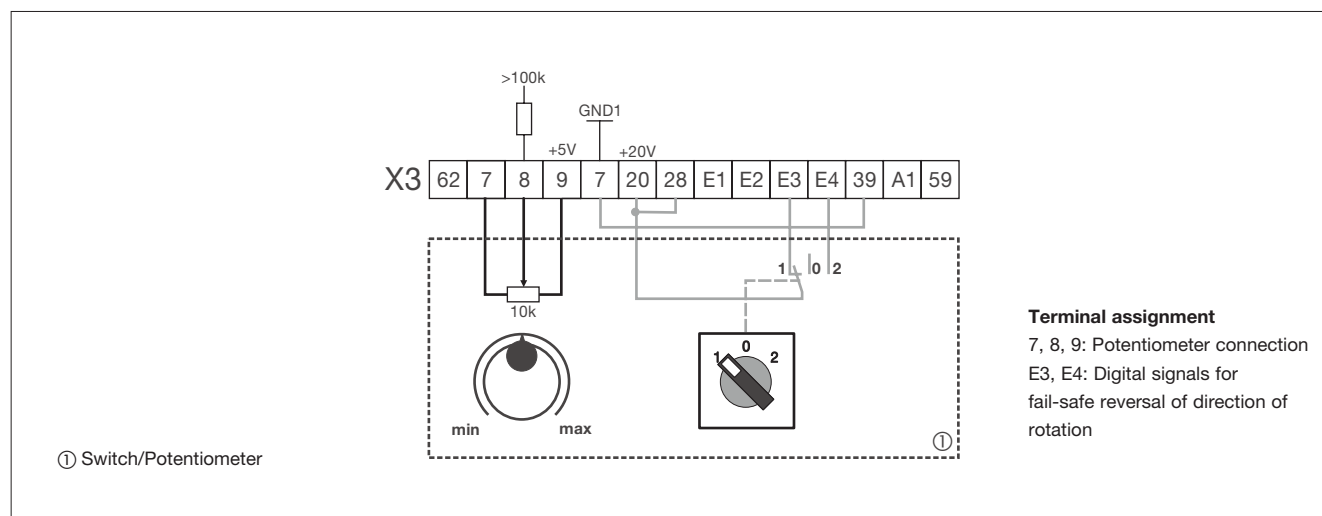 >100k
GND1
+5V
+20V
X3 62 7 8 9 7 20 28 E1 E2 E3 E4 39 A1 59
1 0 2
10k
1 0 2
min max
①
① Switch/Potentiometer
Terminal assignment
7, 8, 9: Potentiometer connection
E3, E4: Digital signals for
fail-safe reversal of direction of
rotation